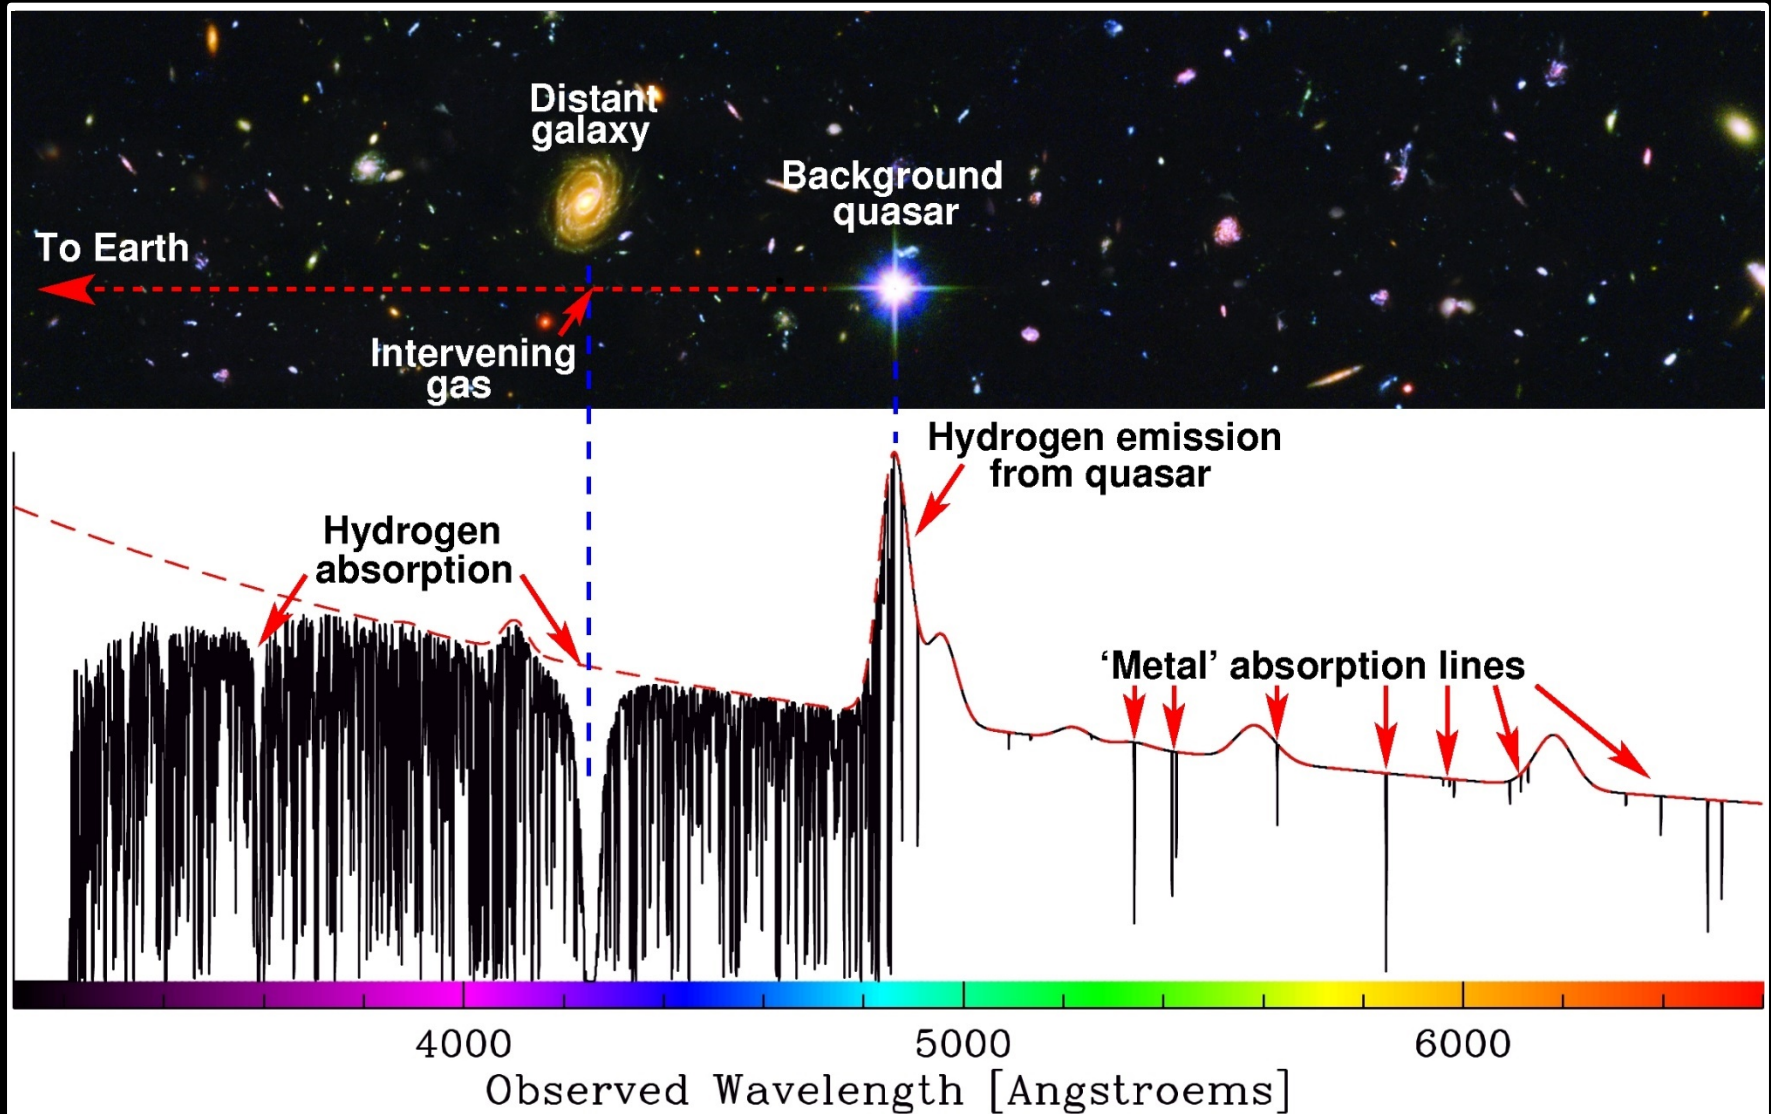 Distant
galaxy
Background
quasar
To Earth
Intervening
gas
Hydrogen emission
from quasar
Hydrogen
absorption
‘Metal’ absorption lines
4000 5000 6000
Observed Wavelength [Angstroems]